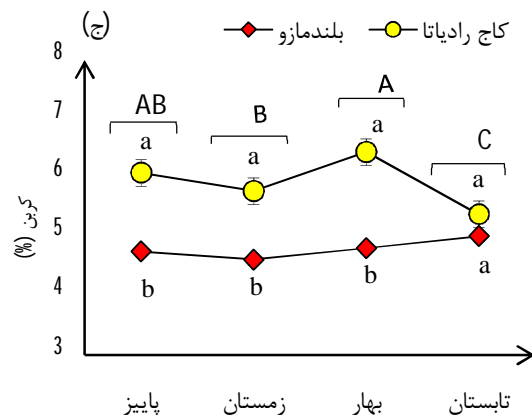 (ج)
کاج رادیاتا
بلندمازو
8
7
6
5
4
3
کربن (%)
AB
B
A
C
a
a
a
a
b
b
b
a
پاییز
زمستان
بهار
تابستان